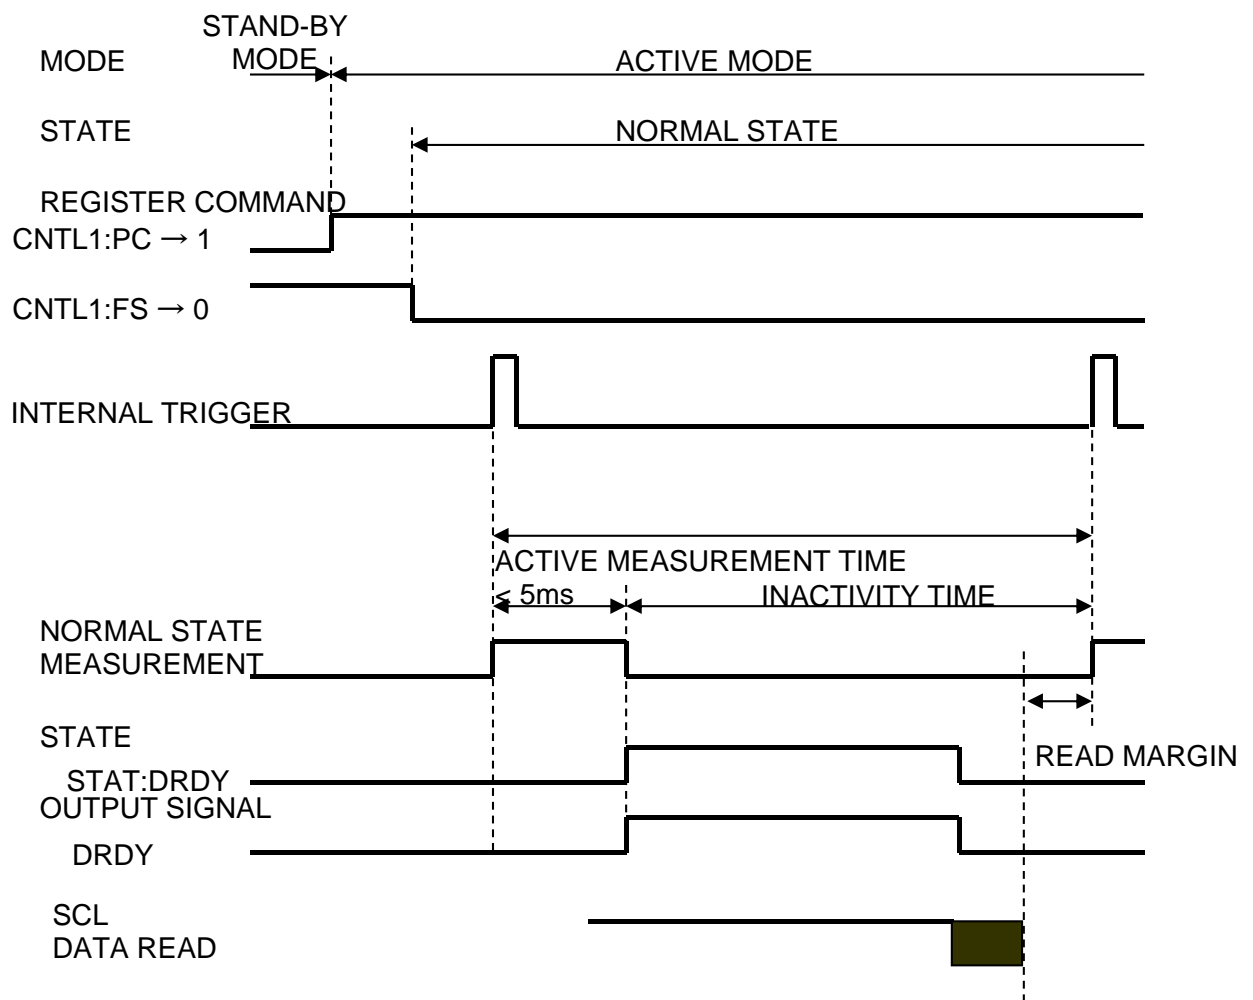 STAND-BY
MODE
MODE
ACTIVE MODE
STATE
NORMAL STATE
REGISTER COMMAND
CNTL1:PC → 1
CNTL1:FS → 0
INTERNAL TRIGGER
ACTIVE MEASUREMENT TIME
< 5ms
INACTIVITY TIME
NORMAL STATE
MEASUREMENT
STATE
READ MARGIN
STAT:DRDY
OUTPUT SIGNAL
DRDY
SCL
DATA READ